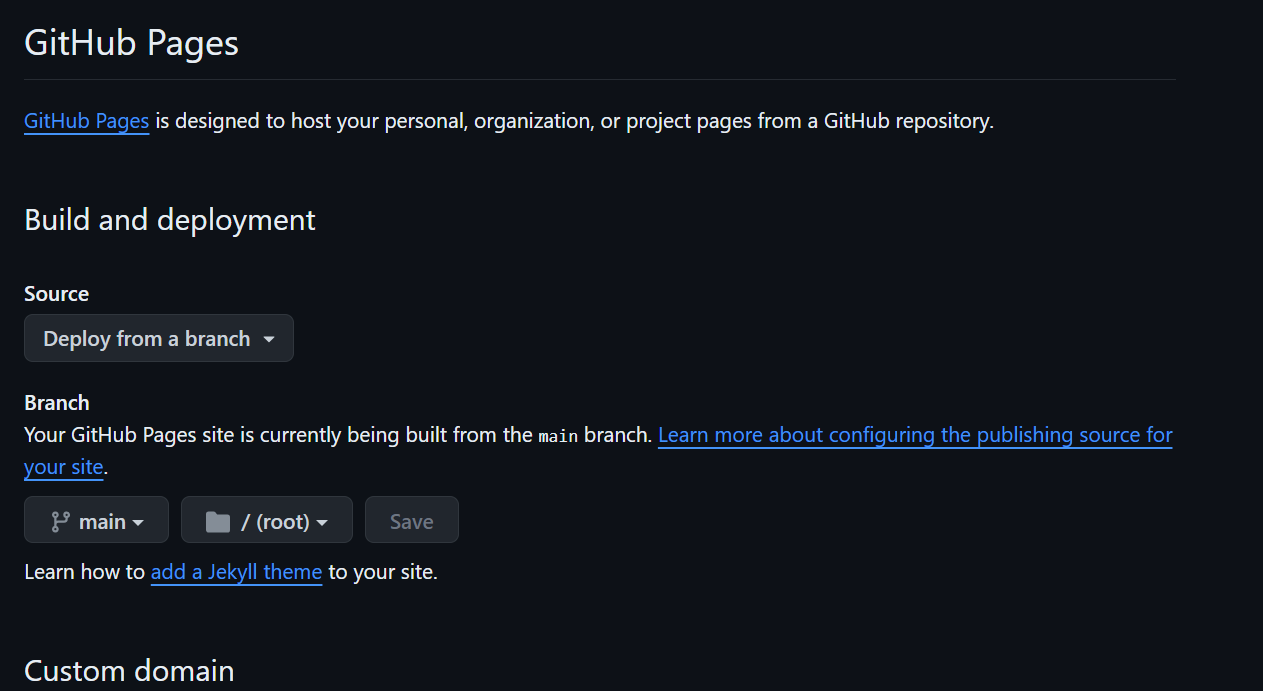 GitHub Pages
GitHub Pages is designed to host your personal, organization, or project pages from a GitHub repository.
Build and deployment
Source
Deploy from a branch
Branch
Your GitHub Pages site is currently being built from the main branch. Learn more about configuring the publishing source for
your site.
main / (root) Save
Learn how to add a Jekyll theme to your site.
Custom domain